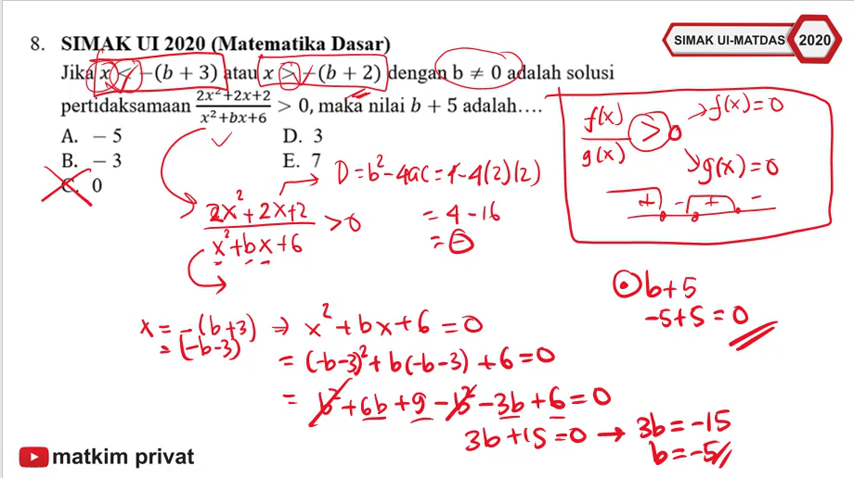 SIMAK UI-MATDAS 2020
8. SIMAK UI 2020 (Matematika Dasar)
Jika x < −(b + 3) atau x > −(b + 2) dengan b ≠ 0 adalah solusi
pertidaksamaan (2x²+2x+2)/(x²+bx+6) > 0, maka nilai b + 5 adalah….
A. − 5
B. − 3
C. 0
D. 3
E. 7
f(x)/g(x) > 0
→ f(x) = 0
g(x) = 0
+ − + −
D = b² − 4ac = 4 − 4(2)(2)
= 4 − 16
= ⊖
(2x² + 2x + 2)/(x² + bx + 6) > 0
b + 5
-5 + 5 = 0
x = −(b+3) ⇒ x² + bx + 6 = 0
= (-b-3)
= (-b-3)² + b(-b-3) + 6 = 0
= b² + 6b + 9 − b² − 3b + 6 = 0
3b + 15 = 0 → 3b = -15
b = -5
matkim privat